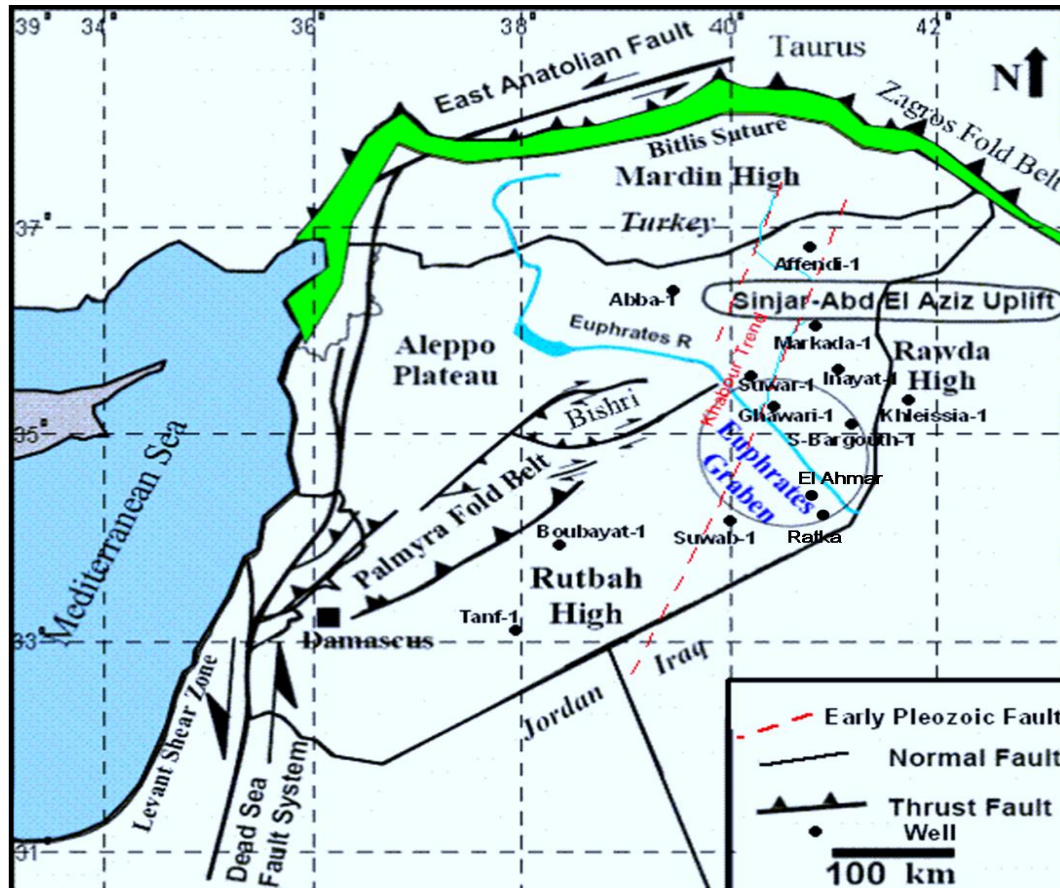 39° 34° 36° 38° 40° 42°
East Anatolian Fault
Taurus
N
Zagros Fold Belt
Bitlis Suture
Mardin High
37°
Turkey
Affendi-1
Abba-1
Sinjar-Abd El Aziz Uplift
Euphrates R
Markada-1
Aleppo
Plateau
Rawda
High
Khabour Trend
Suwar-1
Inayat-1
Bishri
Ghawari-1
Khleissia-1
35°
S-Bargouth-1
Euphrates
Graben
El Ahmar
Mediterranean Sea
Palmyra Fold Belt
Boubayat-1
Suwab-1
Ratka
Rutbah
High
Tanf-1
33°
Damascus
Iraq
Jordan
Levant Shear Zone
Dead Sea
Fault System
Early Pleozoic Fault
Normal Fault
Thrust Fault
Well
31°
100 km